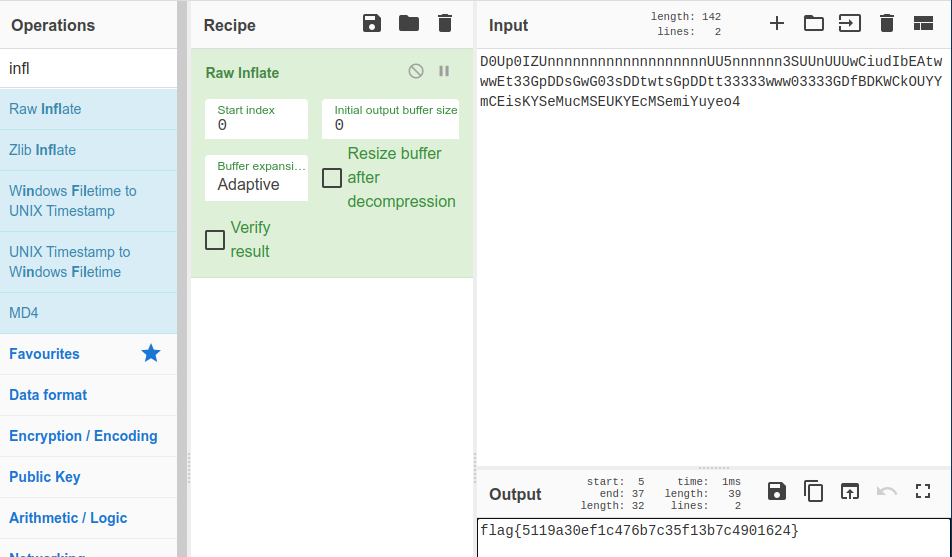 Operations
infl
Raw Inflate
Zlib Inflate
Windows Filetime to
UNIX Timestamp
UNIX Timestamp to
Windows Filetime
MD4
Favourites
Data format
Encryption / Encoding
Public Key
Arithmetic / Logic
Networking
Recipe
Raw Inflate
Start index
0
Initial output buffer size
0
Buffer expansi…
Adaptive
Resize buffer
after
decompression
Verify
result
Input
length: 142
lines: 2
D0Up0IZUnnnnnnnnnnnnnnnnnnnUU5nnnnnn3SUUnUUUwCiudIbEAtw
wwEt33GpDDsGwG03sDDtwtsGpDDtt33333www03333GDfBDKWCkOUYY
mCEisKYSeMucMSEUKYEcMSemiYuyeo4
Output
start: 5
end: 37
length: 32
time: 1ms
length: 39
lines: 2
flag{5119a30ef1c476b7c35f13b7c4901624}